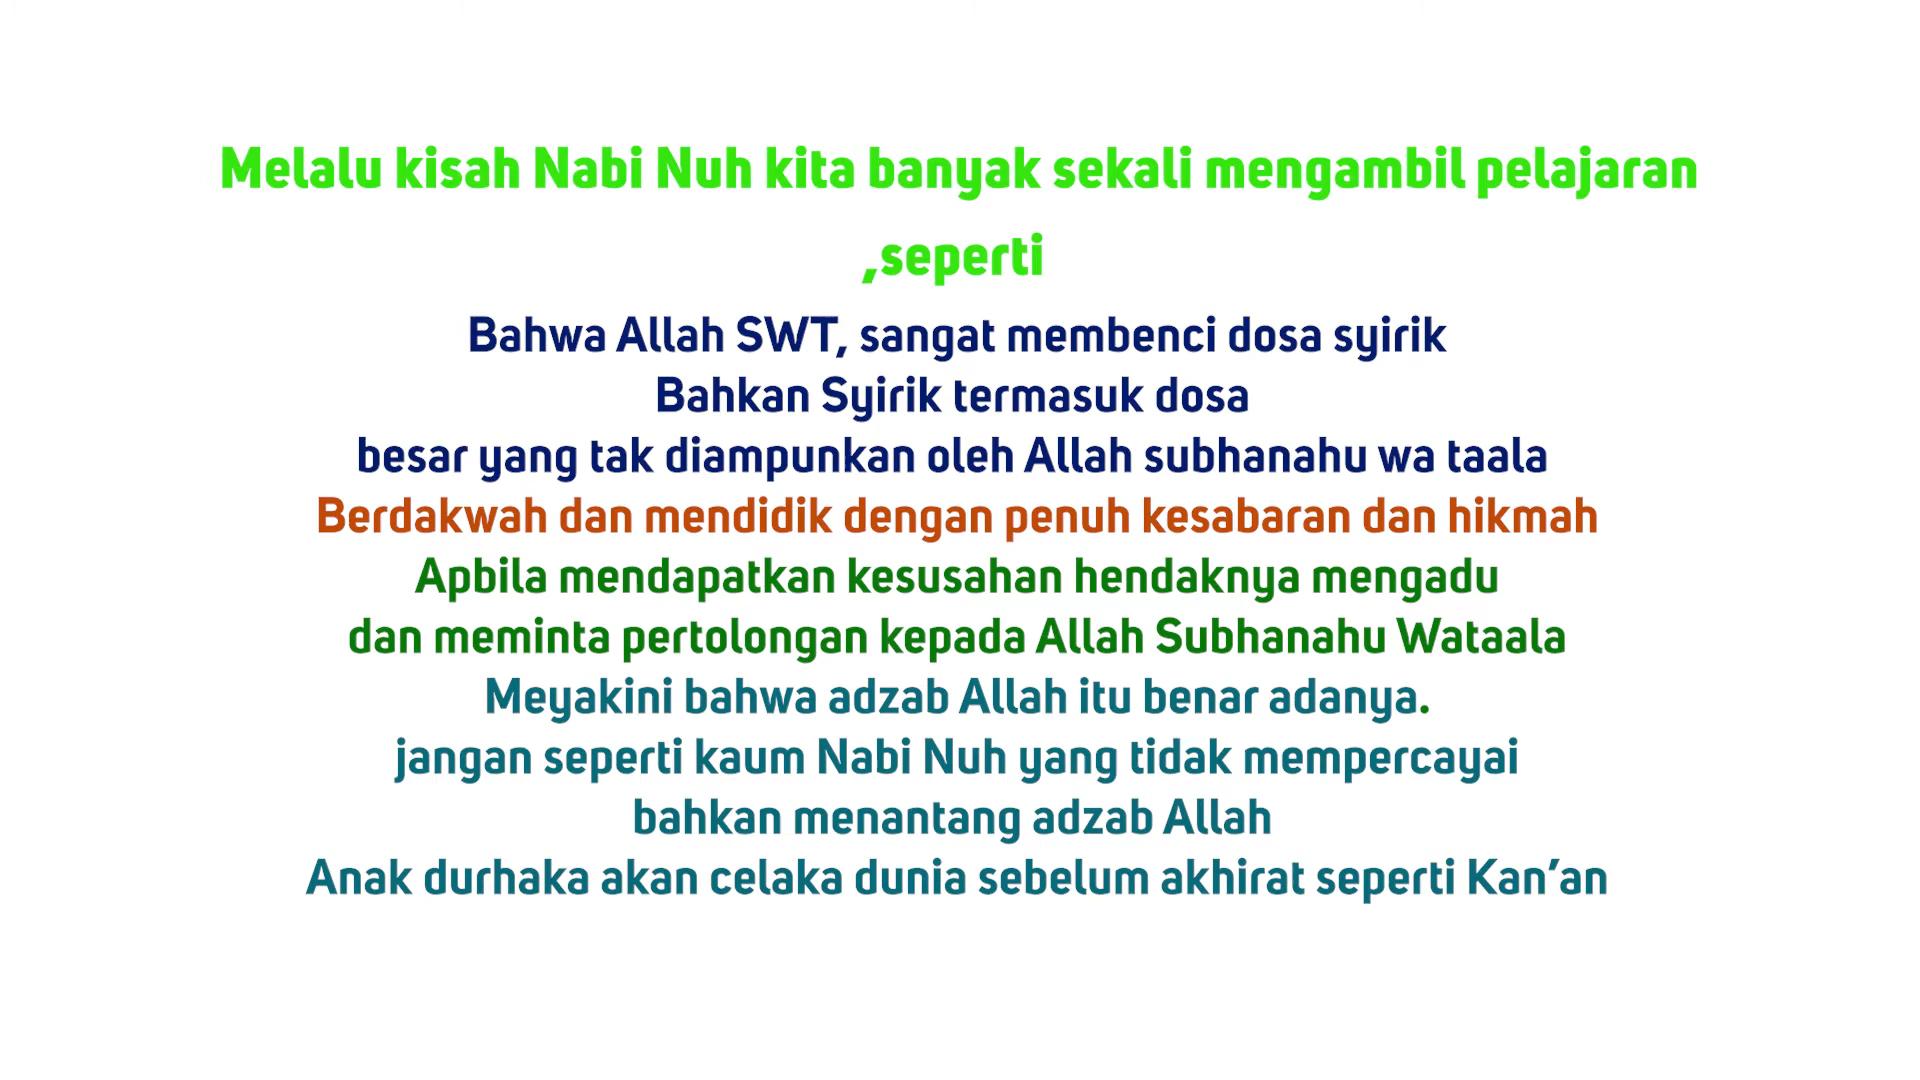 Melalu kisah Nabi Nuh kita banyak sekali mengambil pelajaran
,seperti
Bahwa Allah SWT, sangat membenci dosa syirik
Bahkan Syirik termasuk dosa
besar yang tak diampunkan oleh Allah subhanahu wa taala
Berdakwah dan mendidik dengan penuh kesabaran dan hikmah
Apbila mendapatkan kesusahan hendaknya mengadu
dan meminta pertolongan kepada Allah Subhanahu Wataala
Meyakini bahwa adzab Allah itu benar adanya.
jangan seperti kaum Nabi Nuh yang tidak mempercayai
bahkan menantang adzab Allah
Anak durhaka akan celaka dunia sebelum akhirat seperti Kan’an